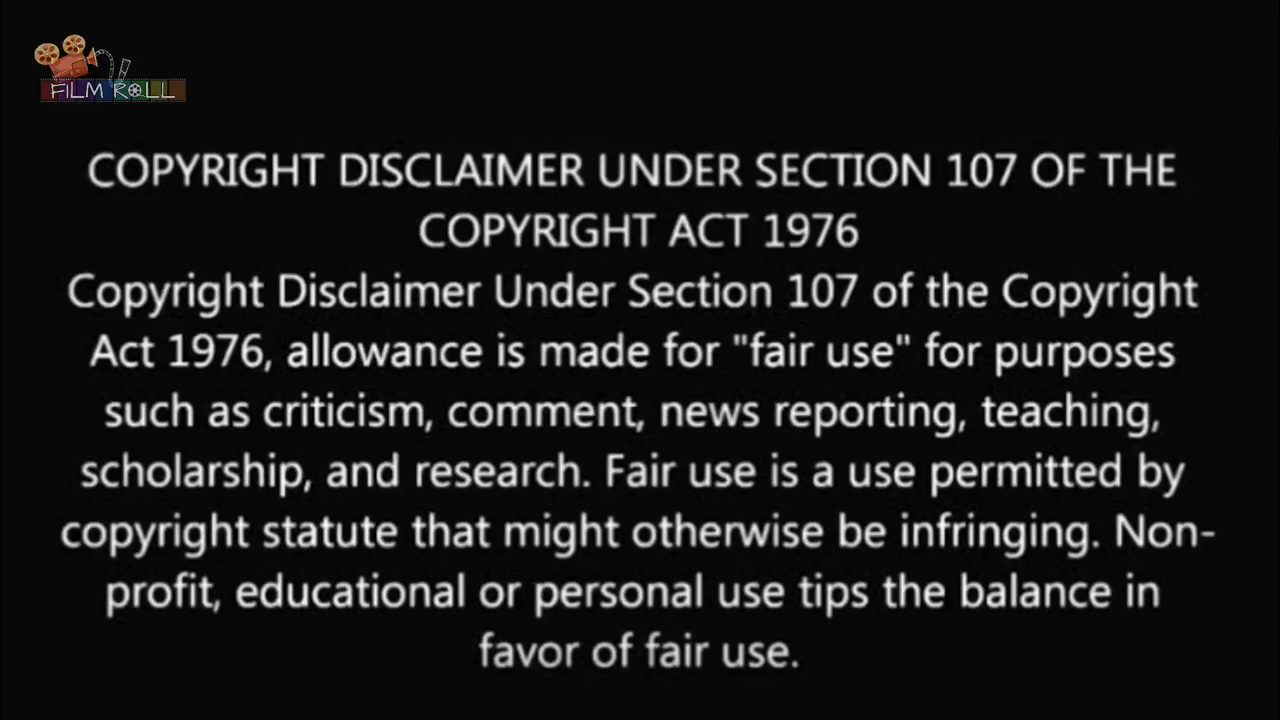 FILM ROLL
COPYRIGHT DISCLAIMER UNDER SECTION 107 OF THE
COPYRIGHT ACT 1976
Copyright Disclaimer Under Section 107 of the Copyright
Act 1976, allowance is made for "fair use" for purposes
such as criticism, comment, news reporting, teaching,
scholarship, and research. Fair use is a use permitted by
copyright statute that might otherwise be infringing. Non-
profit, educational or personal use tips the balance in
favor of fair use.